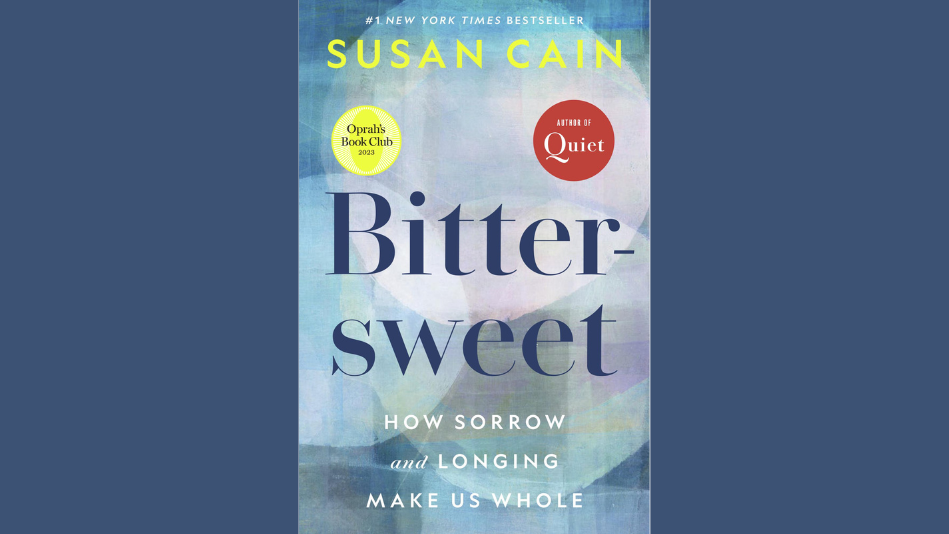 #1 NEW YORK TIMES BESTSELLER
SUSAN CAIN
Oprah's
Book Club
2023
AUTHOR OF
Quiet
Bitter-
sweet
HOW SORROW
and LONGING
MAKE US WHOLE